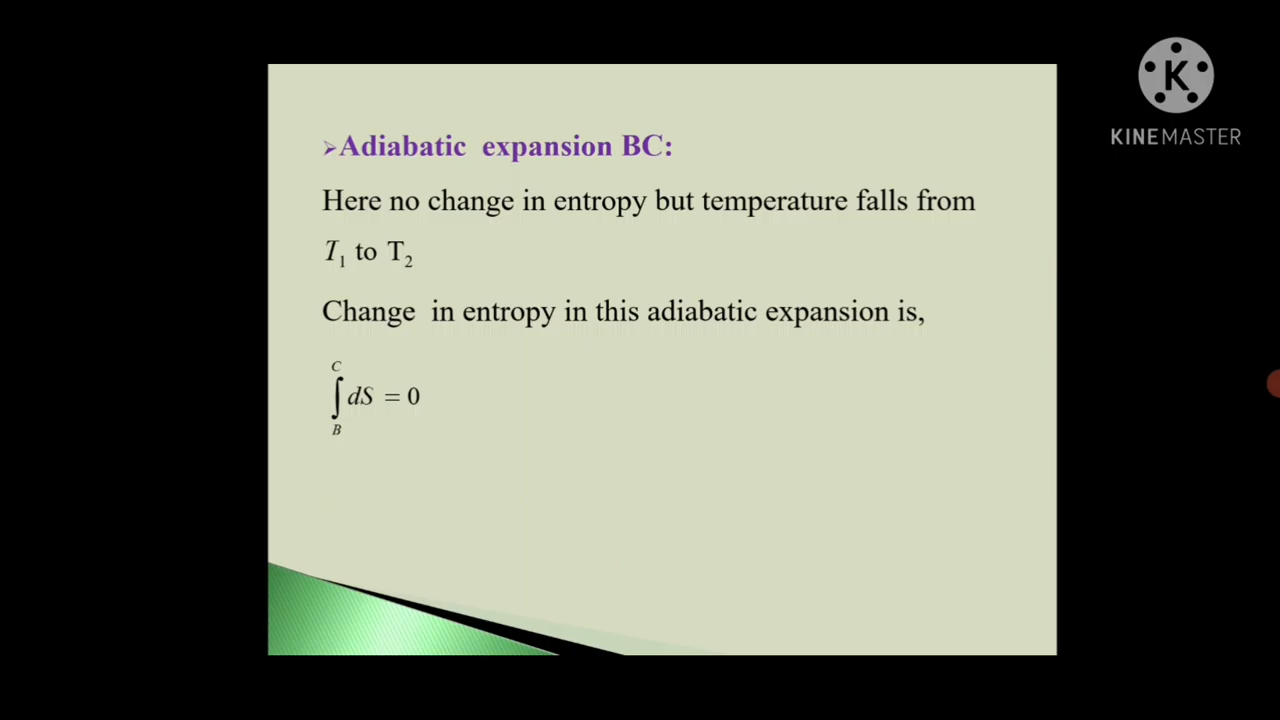 ➢Adiabatic expansion BC:
Here no change in entropy but temperature falls from
T₁ to T₂
Change in entropy in this adiabatic expansion is,
C
∫ dS = 0
B
K
KINEMASTER